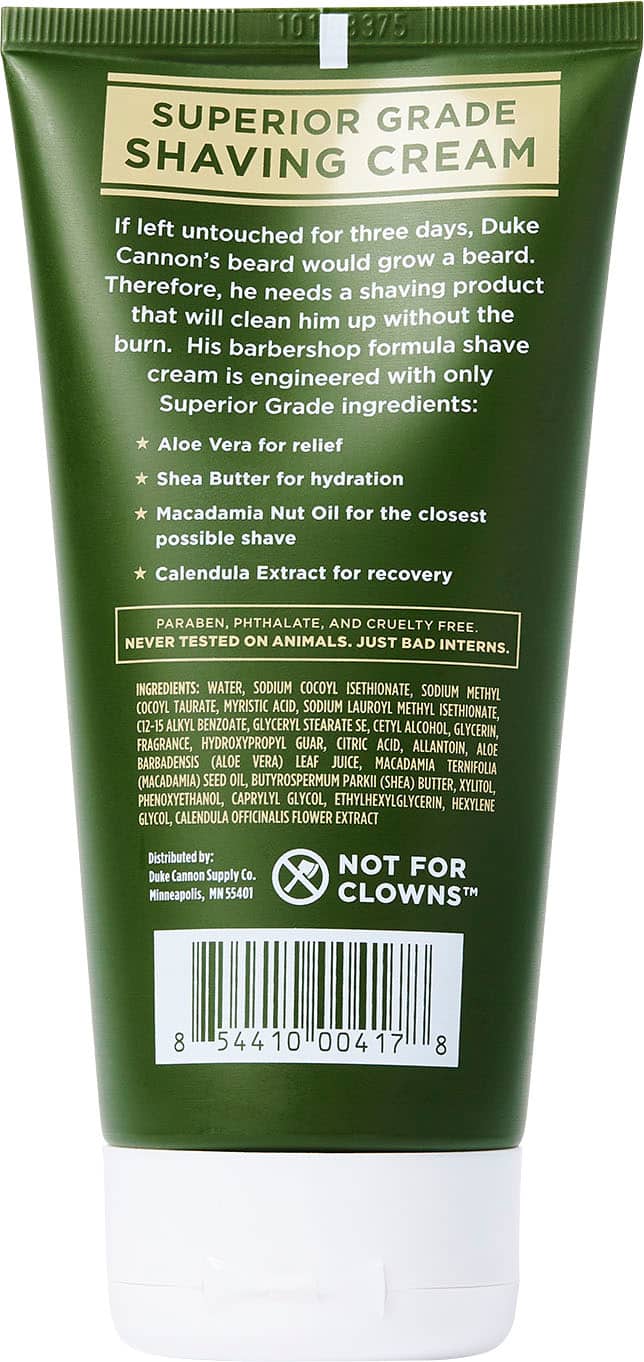 SUPERIOR GRADE
SHAVING CREAM
If left untouched for three days, Duke
Cannon's beard would grow a beard.
Therefore, he needs a shaving product
that will clean him up without the
burn. His barbershop formula shave
cream is engineered with only
Superior Grade ingredients:
★ Aloe Vera for relief
★ Shea Butter for hydration
★ Macadamia Nut Oil for the closest
possible shave
★ Calendula Extract for recovery
PARABEN, PHTHALATE, AND CRUELTY FREE.
NEVER TESTED ON ANIMALS. JUST BAD INTERNS.
INGREDIENTS: WATER, SODIUM COCOYL ISETHIONATE, SODIUM METHYL
COCOYL TAURATE, MYRISTIC ACID, SODIUM LAUROYL METHYL ISETHIONATE,
C12-15 ALKYL BENZOATE, GLYCERYL STEARATE SE, CETYL ALCOHOL, GLYCERIN,
FRAGRANCE, HYDROXYPROPYL GUAR, CITRIC ACID, ALLANTOIN, ALOE
BARBADENSIS (ALOE VERA) LEAF JUICE, MACADAMIA TERNIFOLIA
(MACADAMIA) SEED OIL, BUTYROSPERMUM PARKII (SHEA) BUTTER, XYLITOL,
PHENOXYETHANOL, CAPRYLYL GLYCOL, ETHYLHEXYLGLYCERIN, HEXYLENE
GLYCOL, CALENDULA OFFICINALIS FLOWER EXTRACT
Distributed by:
Duke Cannon Supply Co.
Minneapolis, MN 55401
NOT FOR
CLOWNS™
8 54410 00417 8